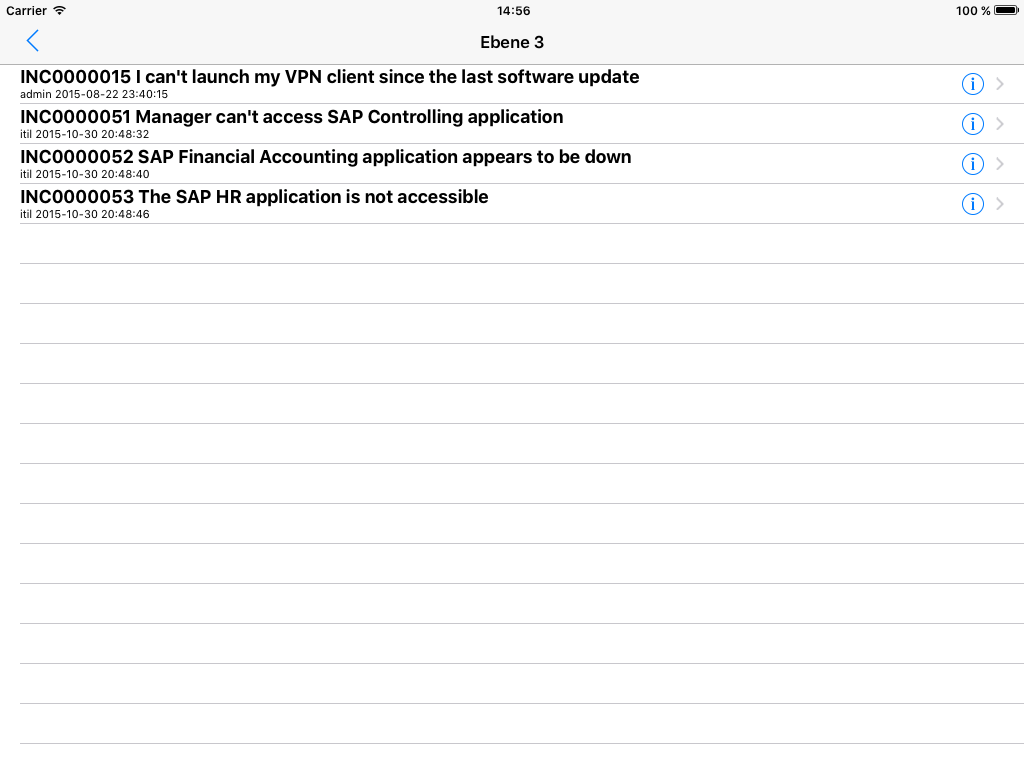 Carrier 14:56 100 %
Ebene 3
INC0000015 I can't launch my VPN client since the last software update
admin 2015-08-22 23:40:15
INC0000051 Manager can't access SAP Controlling application
itil 2015-10-30 20:48:32
INC0000052 SAP Financial Accounting application appears to be down
itil 2015-10-30 20:48:40
INC0000053 The SAP HR application is not accessible
itil 2015-10-30 20:48:46